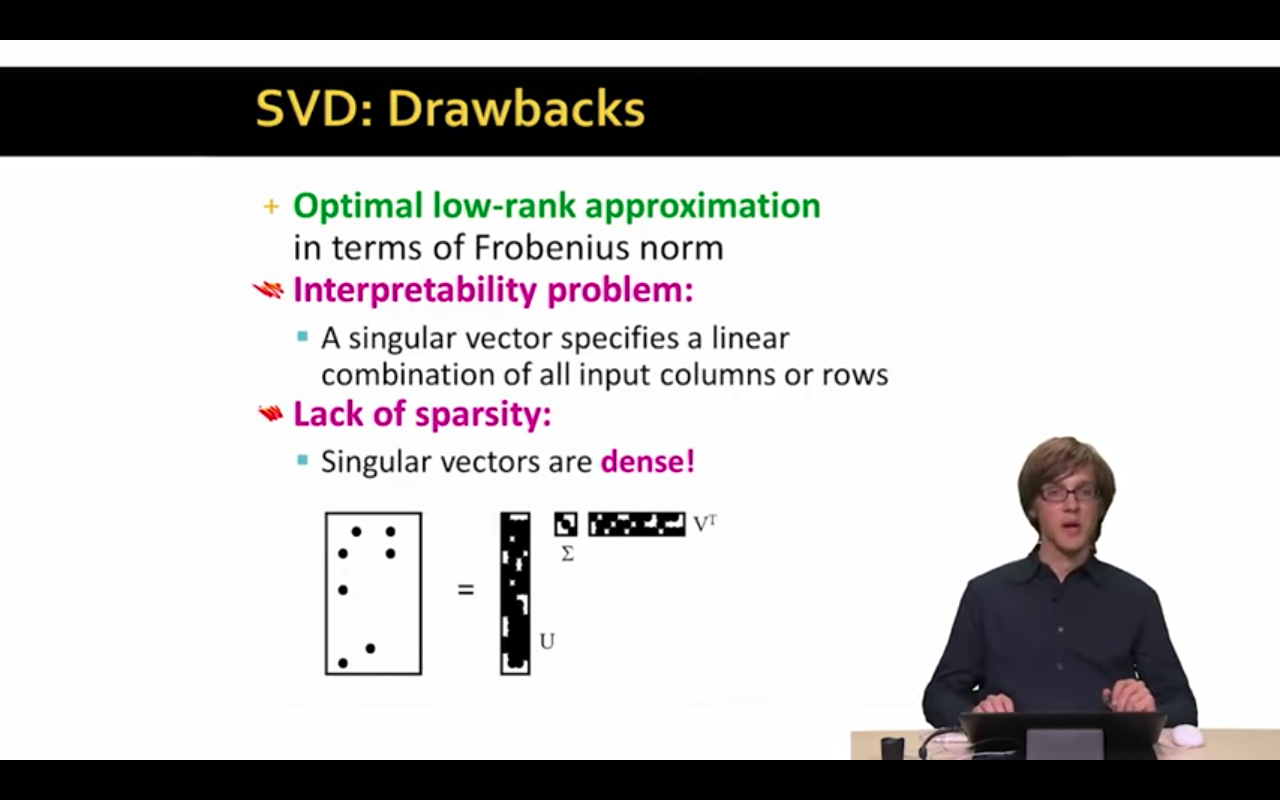 SVD: Drawbacks
+ Optimal low-rank approximation
in terms of Frobenius norm
Interpretability problem:
A singular vector specifies a linear
combination of all input columns or rows
Lack of sparsity:
Singular vectors are dense!
=
Σ
Vᵀ
U